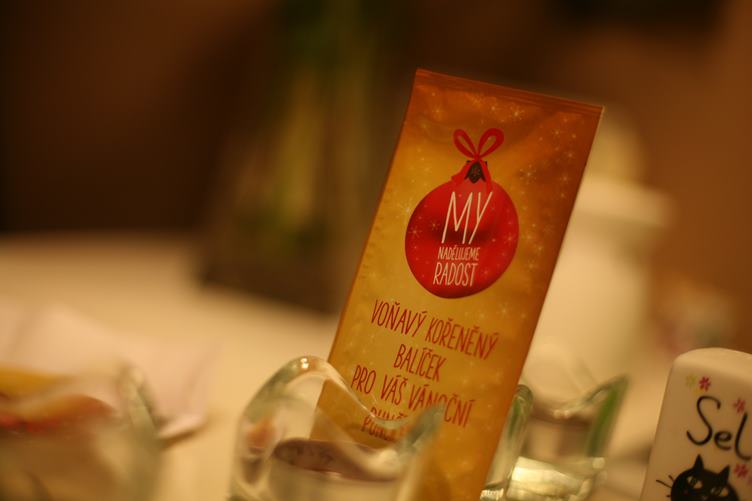 MY
NADĚLUJEME
RADOST
VOŇAVÝ KOŘENĚNÝ
BALÍČEK
PRO VÁŠ VÁNOČNÍ
Sel